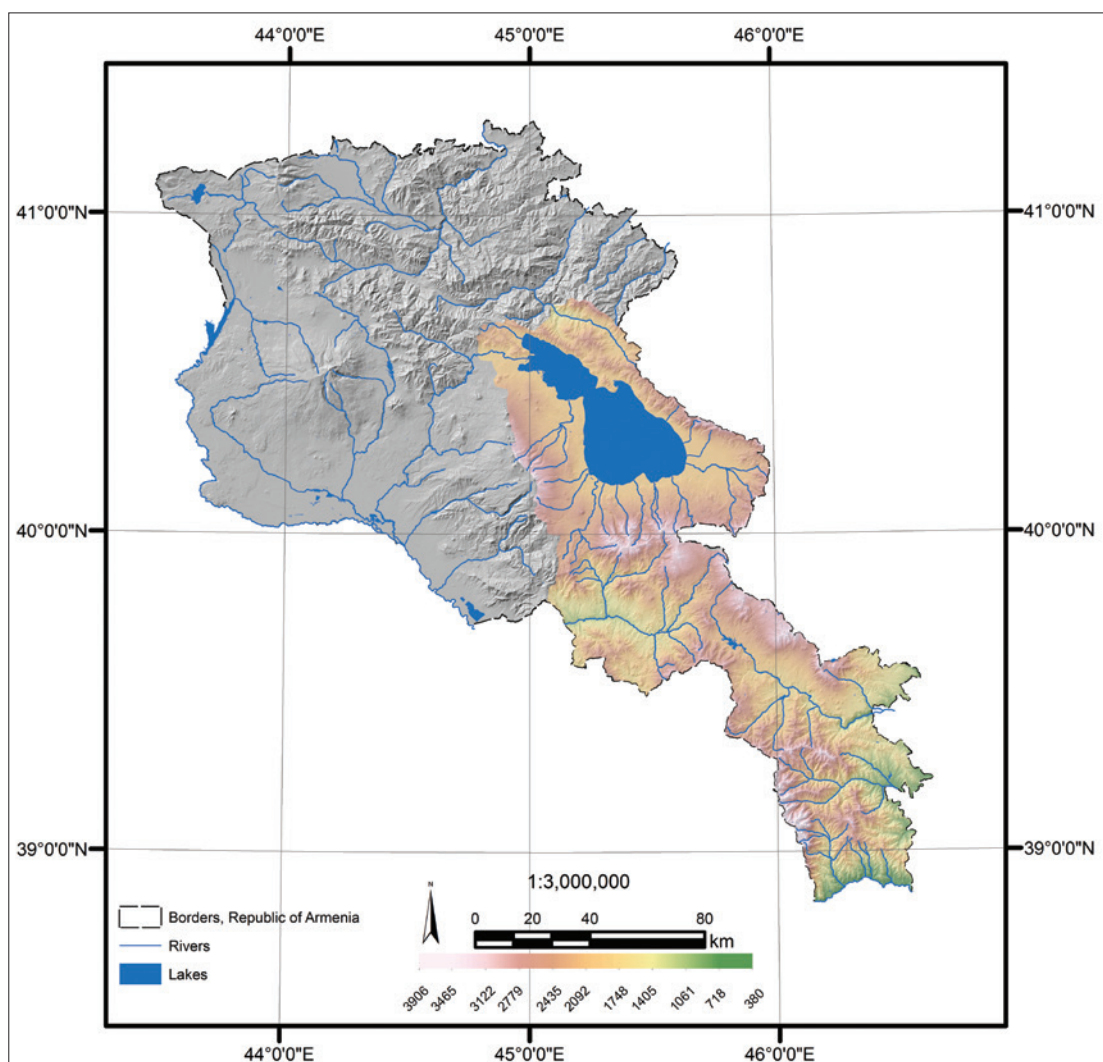 44°0'0"E 45°0'0"E 46°0'0"E
41°0'0"N 41°0'0"N
40°0'0"N 40°0'0"N
39°0'0"N 39°0'0"N
N
1:3,000,000
0 20 40 80
km
Borders, Republic of Armenia
Rivers
Lakes
3906 3465 3122 2779 2435 2092 1748 1405 1061 718 380
44°0'0"E 45°0'0"E 46°0'0"E